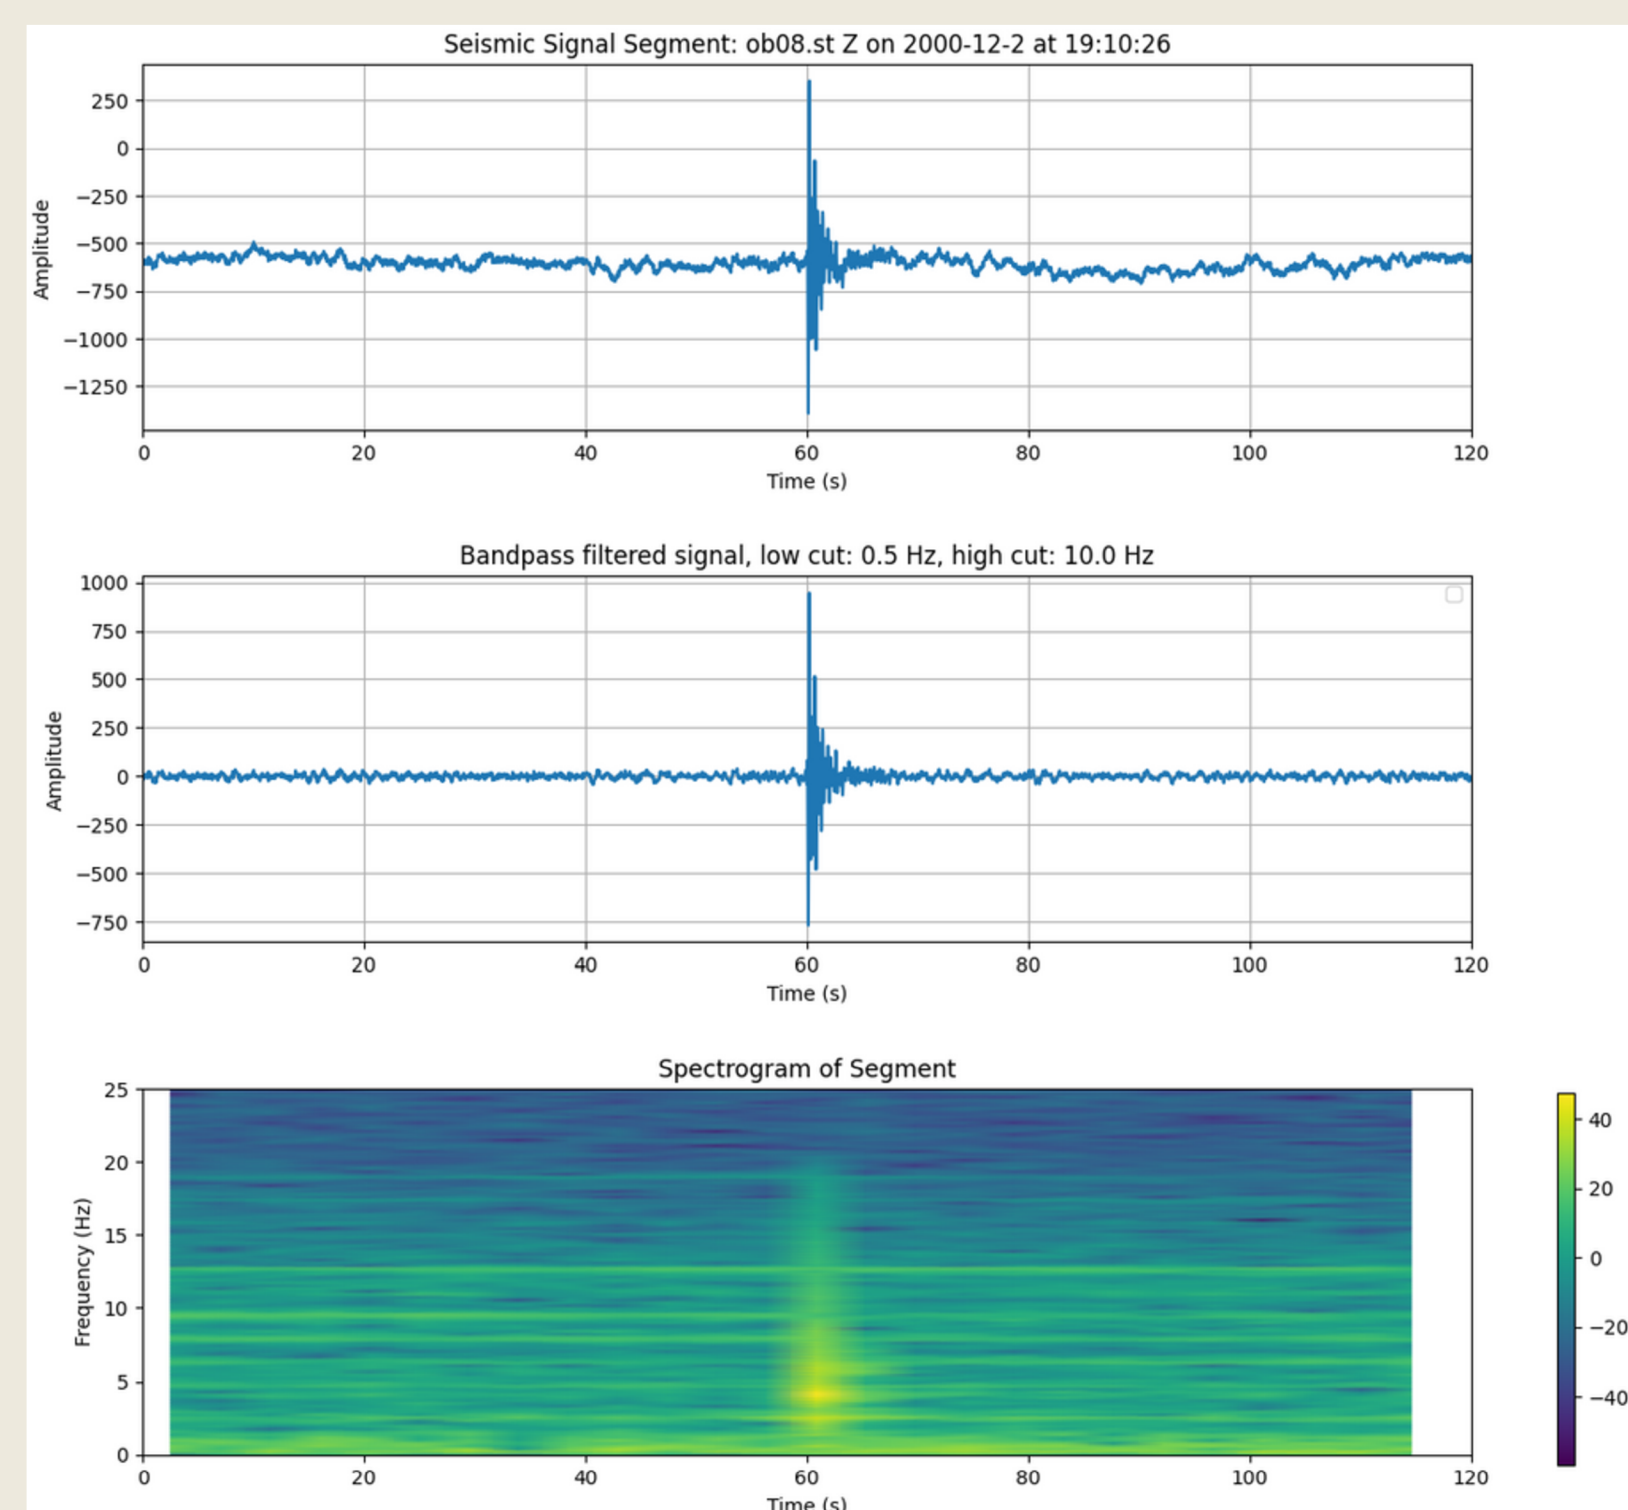 Seismic Signal Segment: ob08.st Z on 2000-12-2 at 19:10:26
250
0
−250
−500
−750
−1000
−1250
Amplitude
0 20 40 60 80 100 120
Time (s)
Bandpass filtered signal, low cut: 0.5 Hz, high cut: 10.0 Hz
1000
750
500
250
0
−250
−500
−750
Amplitude
0 20 40 60 80 100 120
Time (s)
Spectrogram of Segment
25
20
15
10
5
0
Frequency (Hz)
40
20
0
−20
−40
0 20 40 60 80 100 120
Time (s)